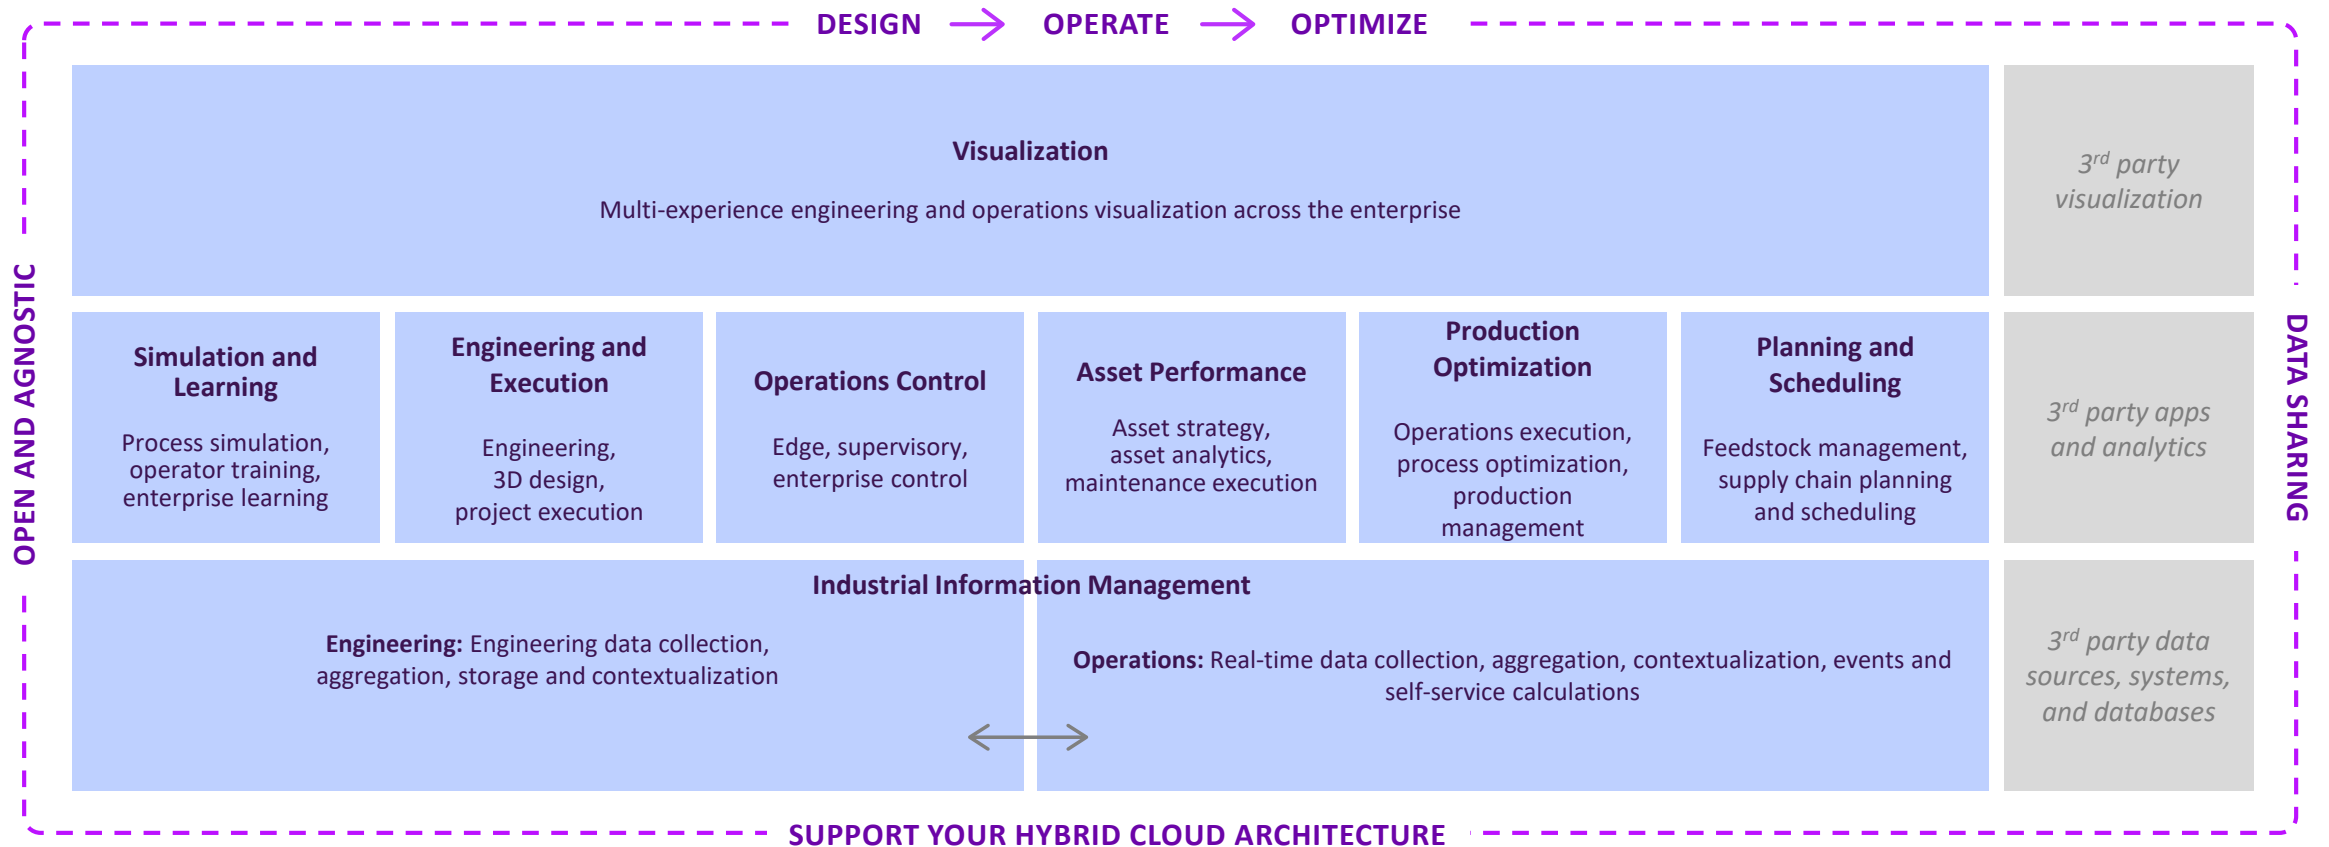 DESIGN → OPERATE → OPTIMIZE
OPEN AND AGNOSTIC
Visualization
Multi-experience engineering and operations visualization across the enterprise
3rd party
visualization
Simulation and
Learning
Process simulation,
operator training,
enterprise learning
Engineering and
Execution
Engineering,
3D design,
project execution
Operations Control
Edge, supervisory,
enterprise control
Asset Performance
Asset strategy,
asset analytics,
maintenance execution
Production
Optimization
Operations execution,
process optimization,
production
management
Planning and
Scheduling
Feedstock management,
supply chain planning
and scheduling
3rd party apps
and analytics
DATA SHARING
Industrial Information Management
Engineering: Engineering data collection,
aggregation, storage and contextualization
Operations: Real-time data collection, aggregation, contextualization, events and
self-service calculations
3rd party data
sources, systems,
and databases
SUPPORT YOUR HYBRID CLOUD ARCHITECTURE